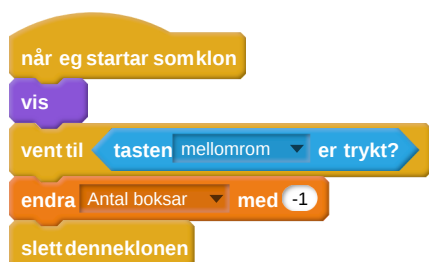 når eg startar som klon
vis
vent til tasten mellomrom er trykt?
endra Antal boksar med -1
slett denne klonen